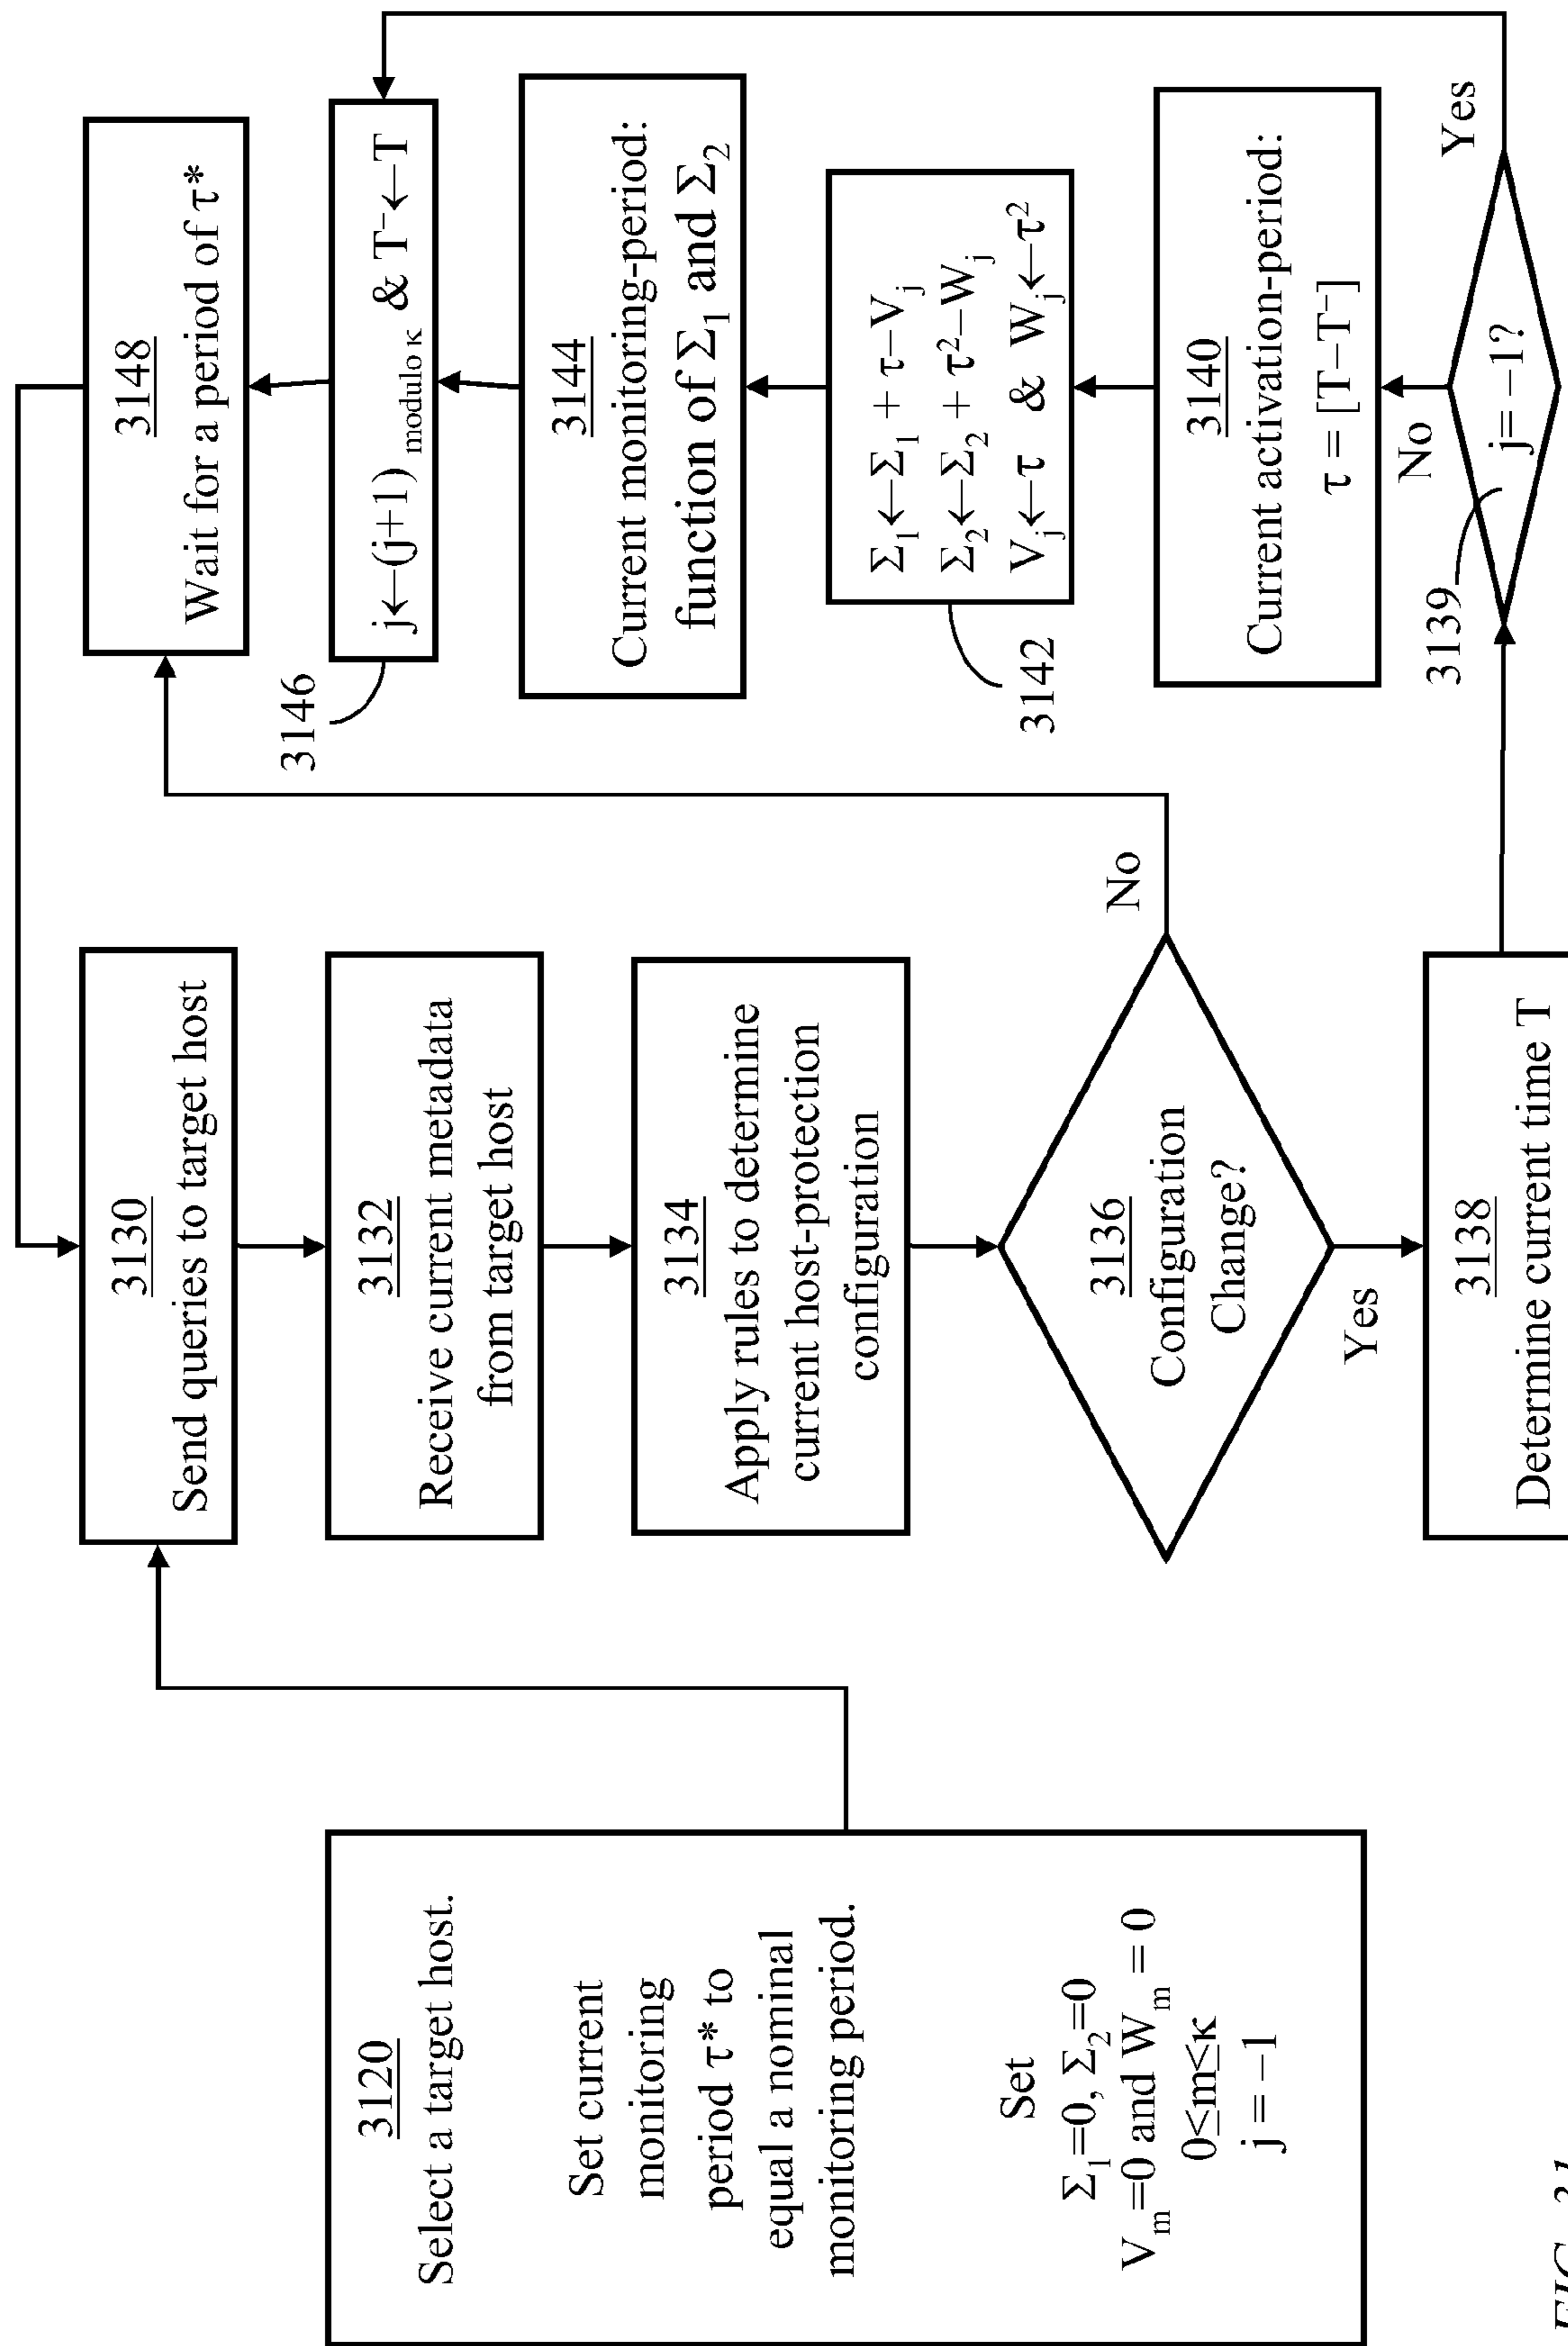 3120
Select a target host.
Set current
monitoring
period τ* to
equal a nominal
monitoring period.
Set
Σ₁=0, Σ₂=0
Vₘ=0 and Wₘ = 0
0≤m≤κ
j = −1
3130
Send queries to target host
3132
Receive current metadata
from target host
3134
Apply rules to determine
current host-protection
configuration
3136
Configuration
Change?
No
Yes
3138
Determine current time T
3139
j= −1?
Yes
No
3140
Current activation-period:
τ = [T−T⁻]
3142
Σ₁←Σ₁ + τ−Vⱼ
Σ₂←Σ₂ + τ²−Wⱼ
Vⱼ←τ & Wⱼ←τ²
3144
Current monitoring-period:
function of Σ₁ and Σ₂
3146
j←(j+1) modulo κ & T⁻←T
3148
Wait for a period of τ*
FIG. 31